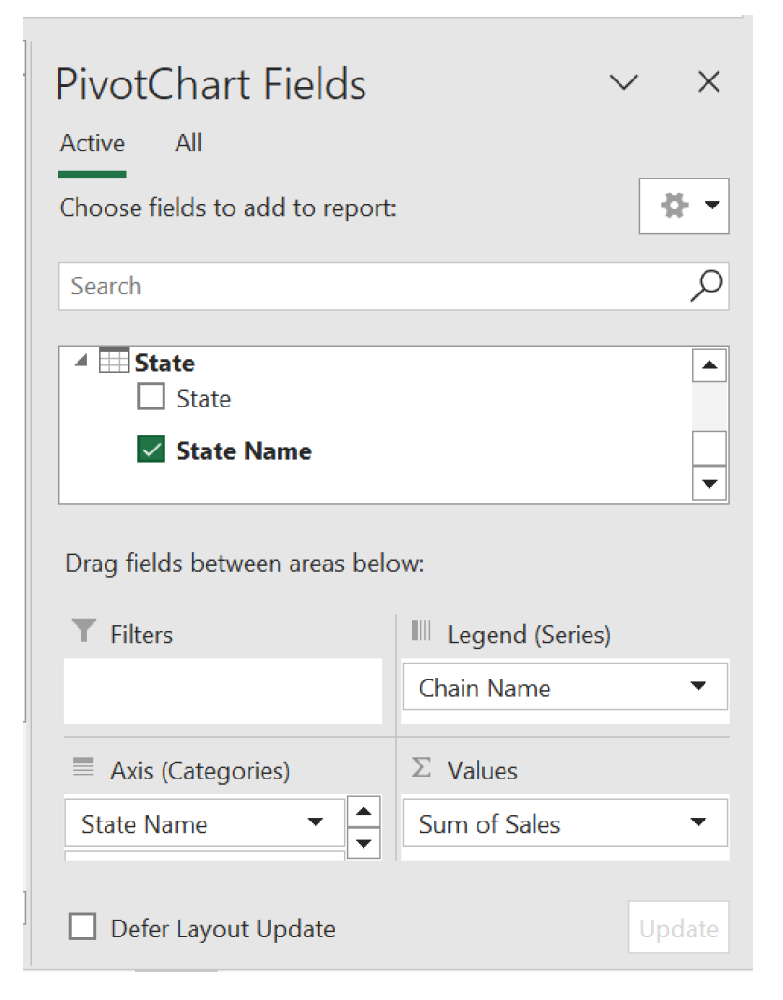 PivotChart Fields
Active All
Choose fields to add to report:
Search
State
State
State Name
Drag fields between areas below:
Filters
Legend (Series)
Chain Name
Axis (Categories)
Σ Values
State Name
Sum of Sales
Defer Layout Update
Update